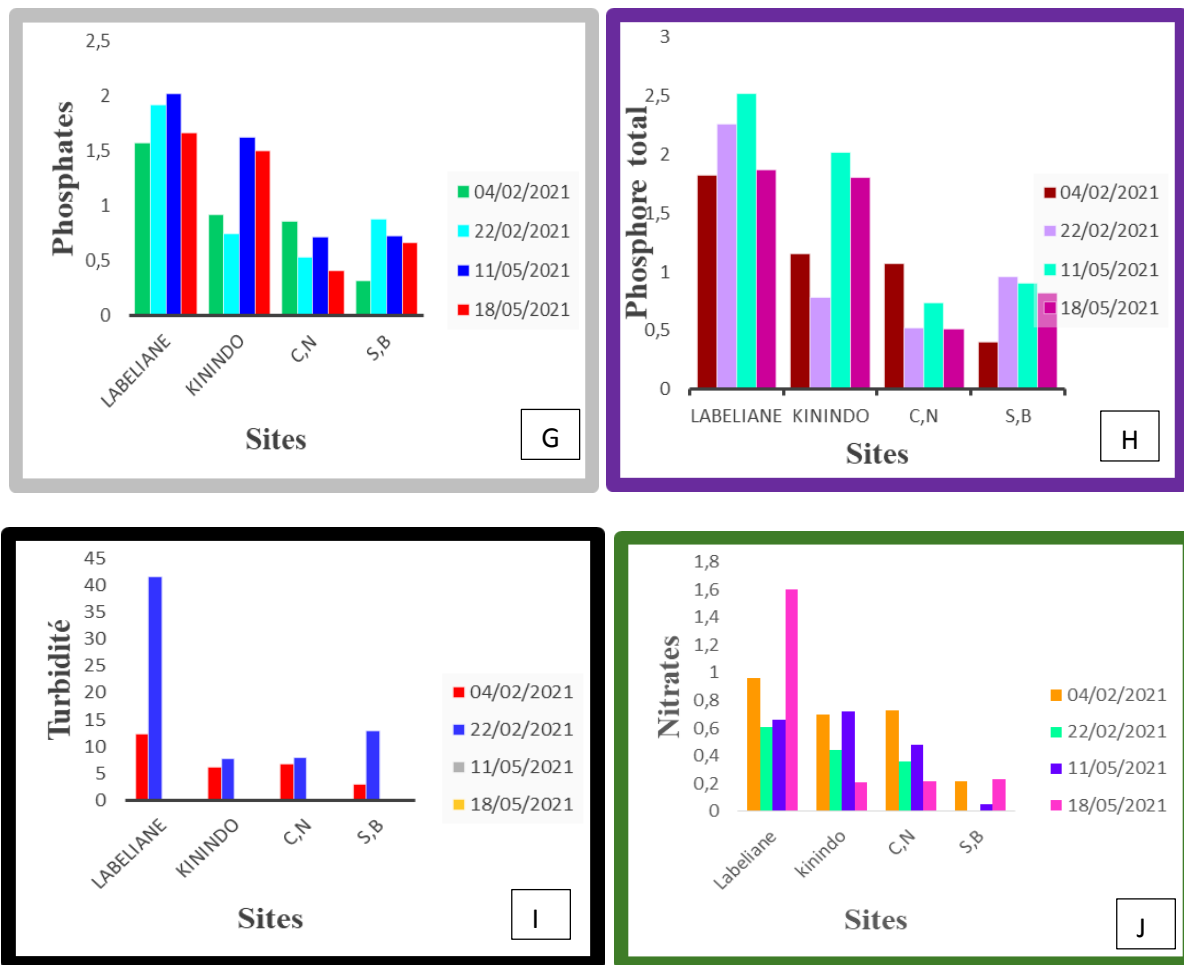 2,5
2
1,5
1
0,5
0
Phosphates
LABELIANE
KININDO
C,N
S,B
Sites
04/02/2021
22/02/2021
11/05/2021
18/05/2021
G
3
2,5
2
1,5
1
0,5
0
Phosphore total
LABELIANE KININDO C,N S,B
Sites
04/02/2021
22/02/2021
11/05/2021
18/05/2021
H
45
40
35
30
25
20
15
10
5
0
Turbidité
LABELIANE
KININDO
C,N
S,B
Sites
04/02/2021
22/02/2021
11/05/2021
18/05/2021
I
1,8
1,6
1,4
1,2
1
0,8
0,6
0,4
0,2
0
Nitrates
Labeliane
kinindo
C,N
S,B
Sites
04/02/2021
22/02/2021
11/05/2021
18/05/2021
J